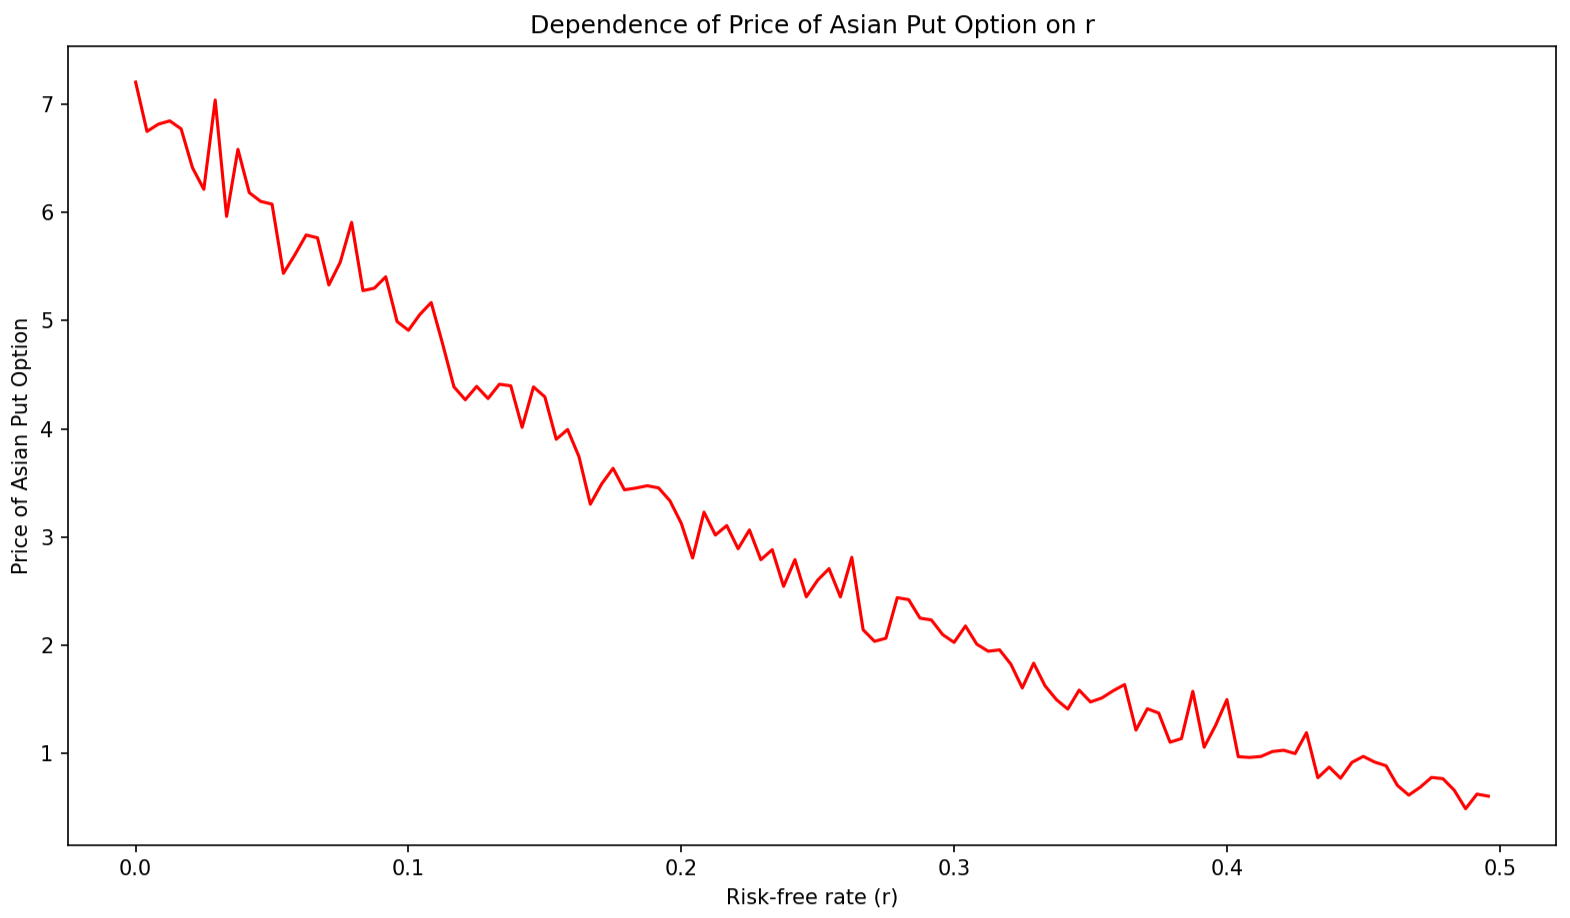 Dependence of Price of Asian Put Option on r
Price of Asian Put Option
7
6
5
4
3
2
1
0.0 0.1 0.2 0.3 0.4 0.5
Risk-free rate (r)